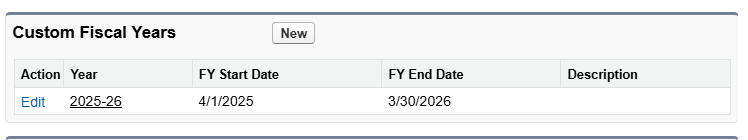 Custom Fiscal Years New
Action Year FY Start Date FY End Date Description
Edit 2025-26 4/1/2025 3/30/2026